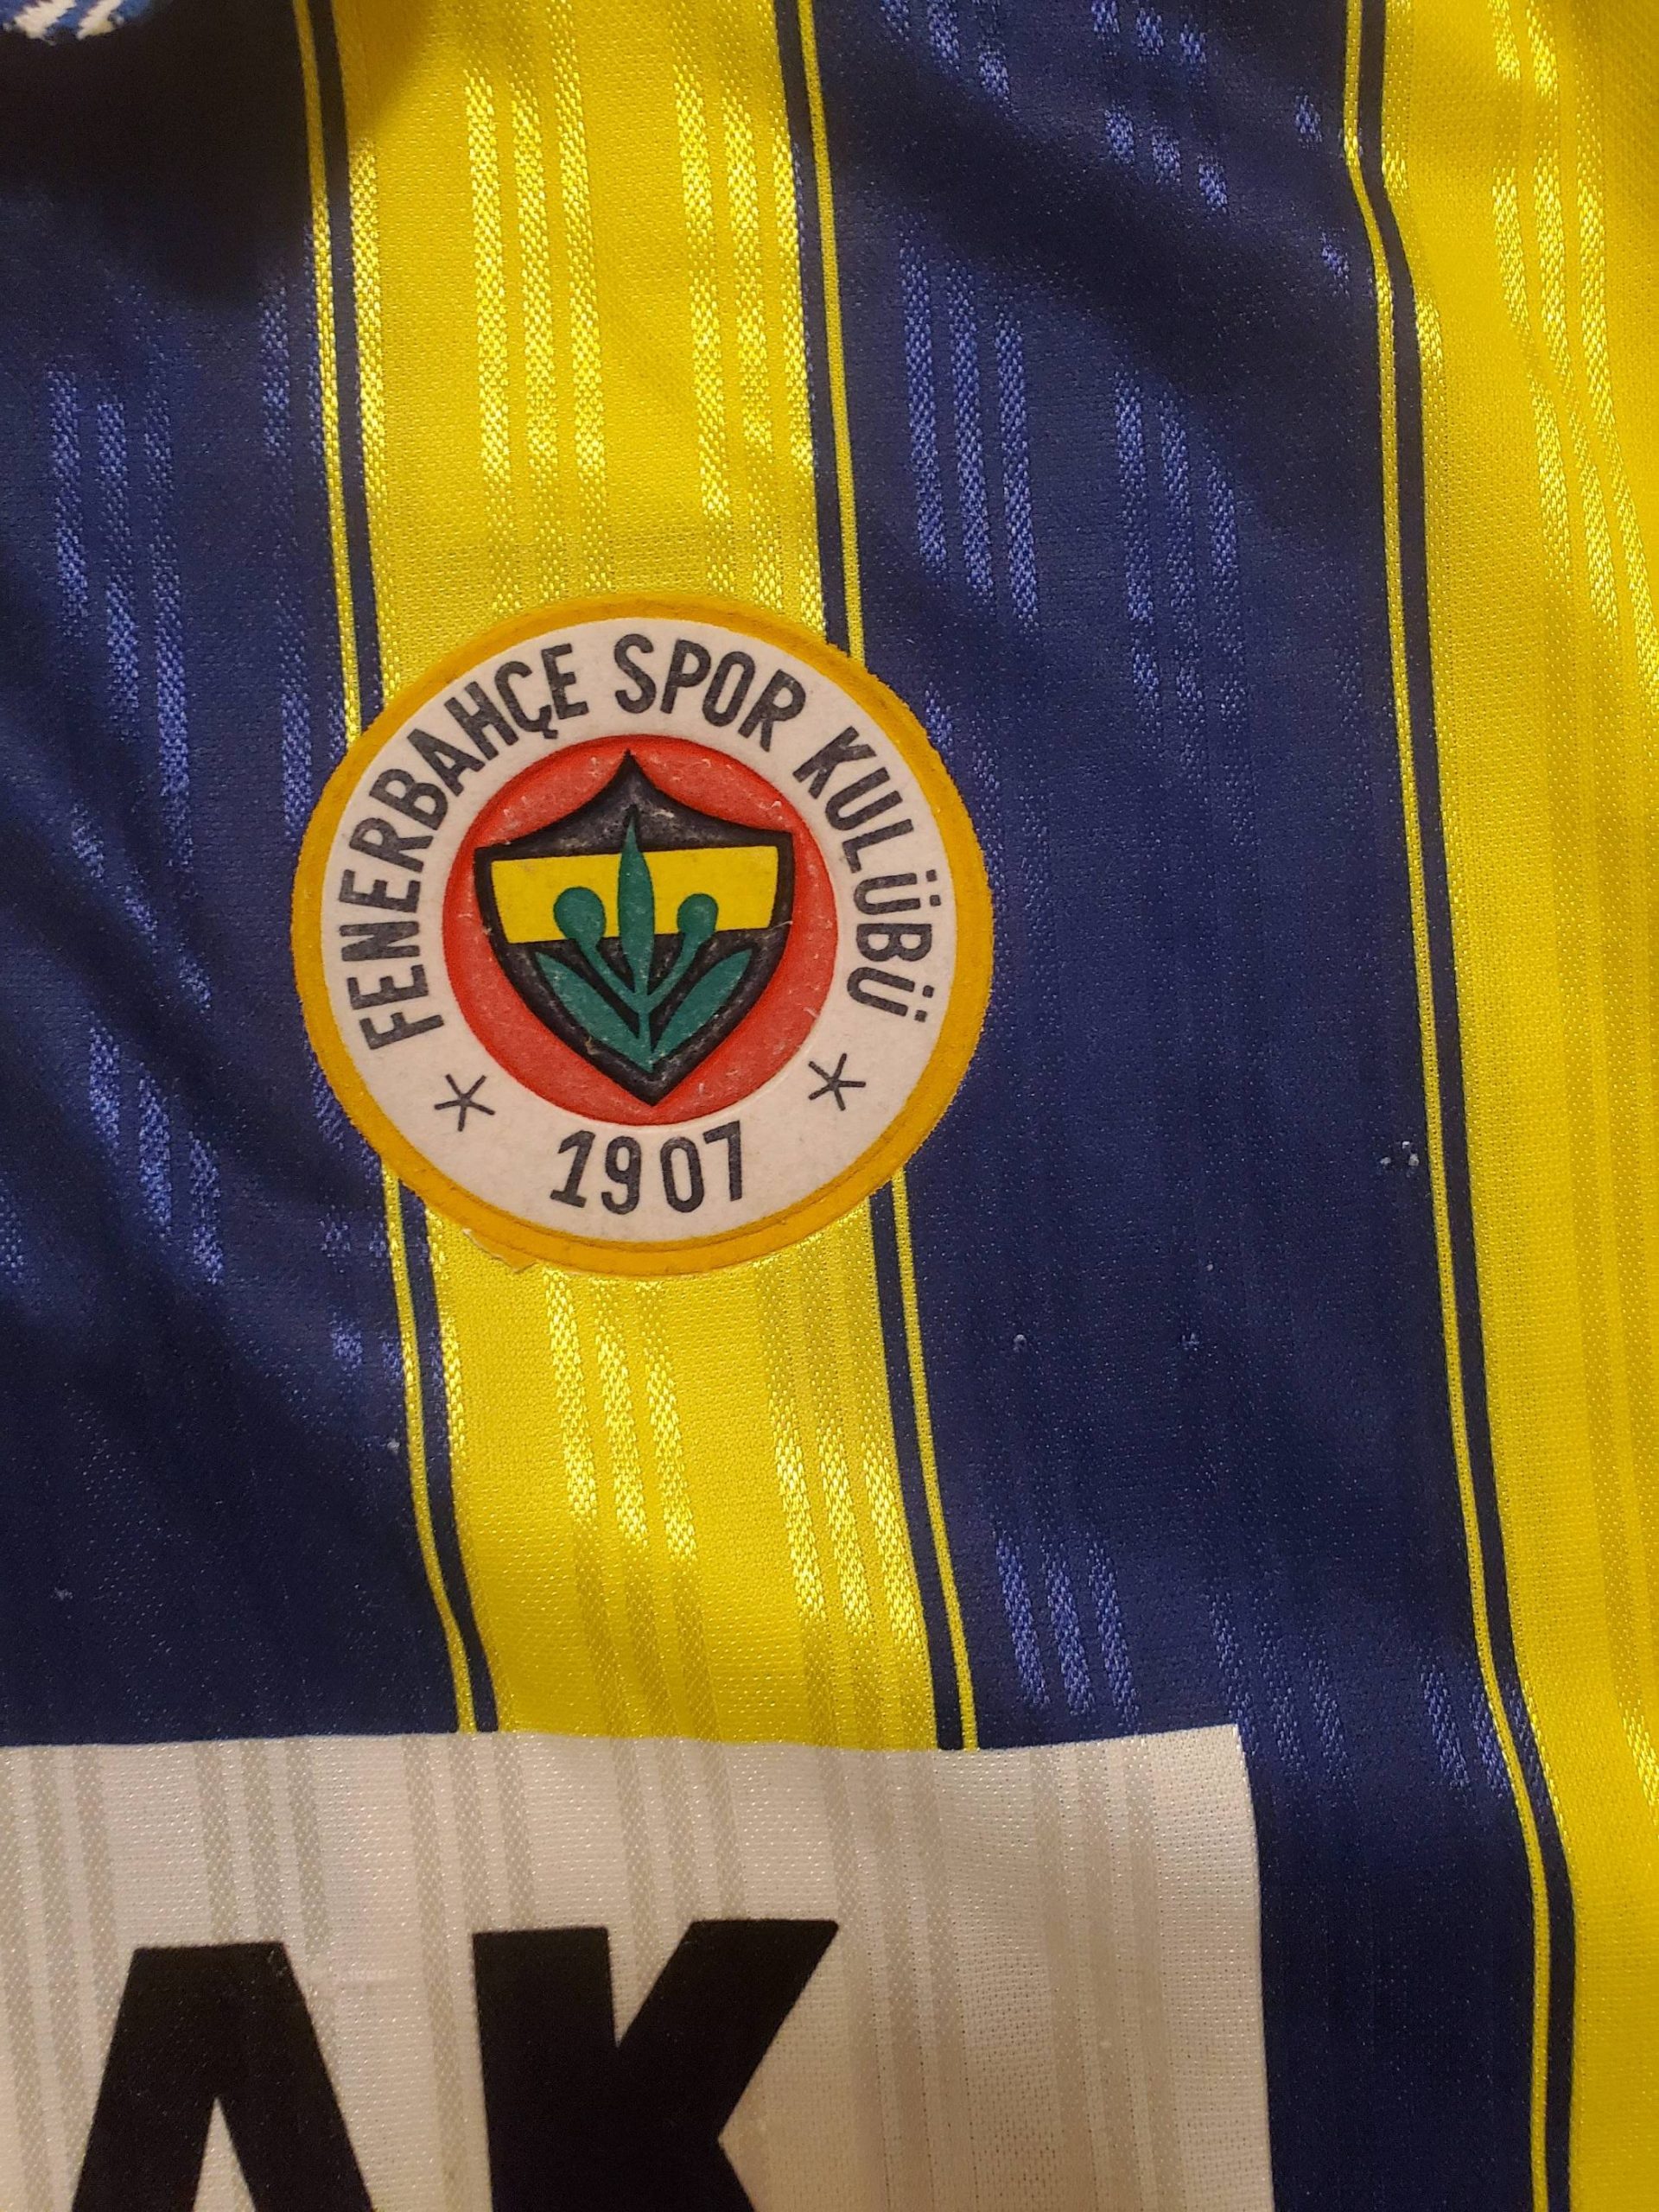 FENERBAHÇE SPOR KULÜBÜ
1907
AK